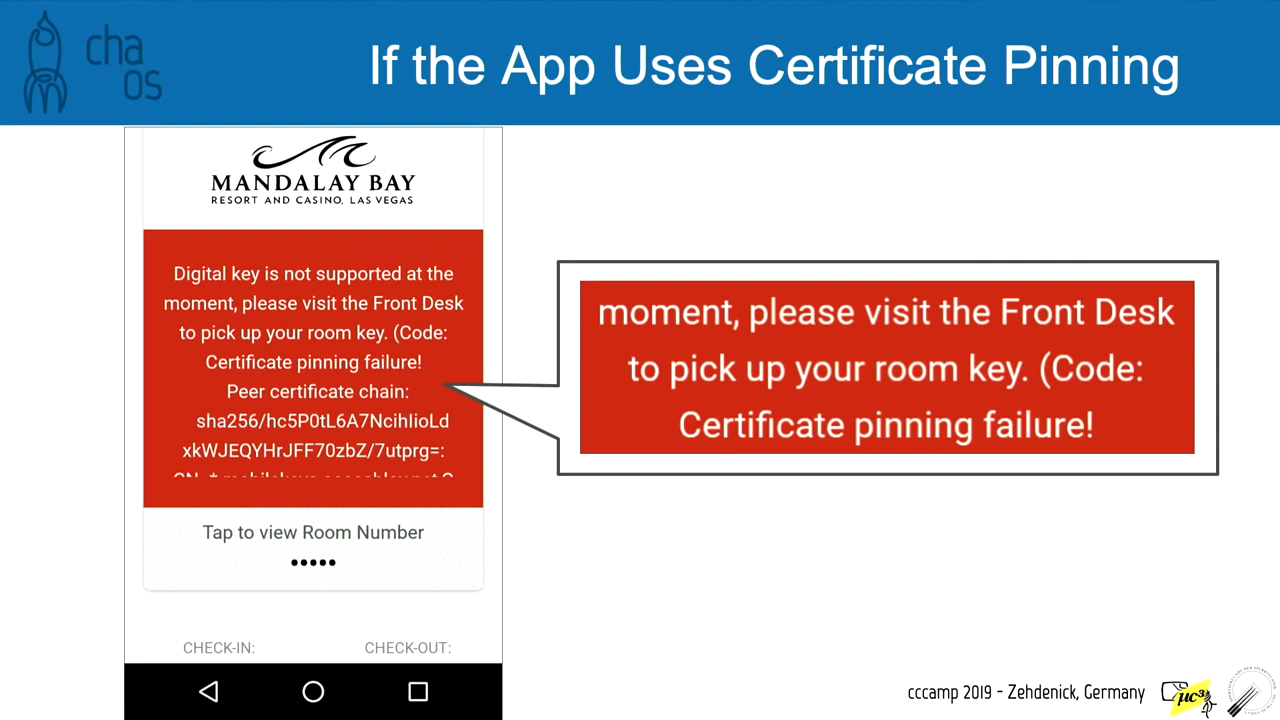 cha
os
If the App Uses Certificate Pinning
MANDALAY BAY
RESORT AND CASINO, LAS VEGAS
Digital key is not supported at the
moment, please visit the Front Desk
to pick up your room key. (Code:
Certificate pinning failure!
Peer certificate chain:
sha256/hc5P0tL6A7NcihIioLd
xkWJEQYHrJFF70zbZ/7utprg=:
Tap to view Room Number
•••••
CHECK-IN:
CHECK-OUT:
moment, please visit the Front Desk
to pick up your room key. (Code:
Certificate pinning failure!
cccamp 2019 - Zehdenick, Germany
μc³